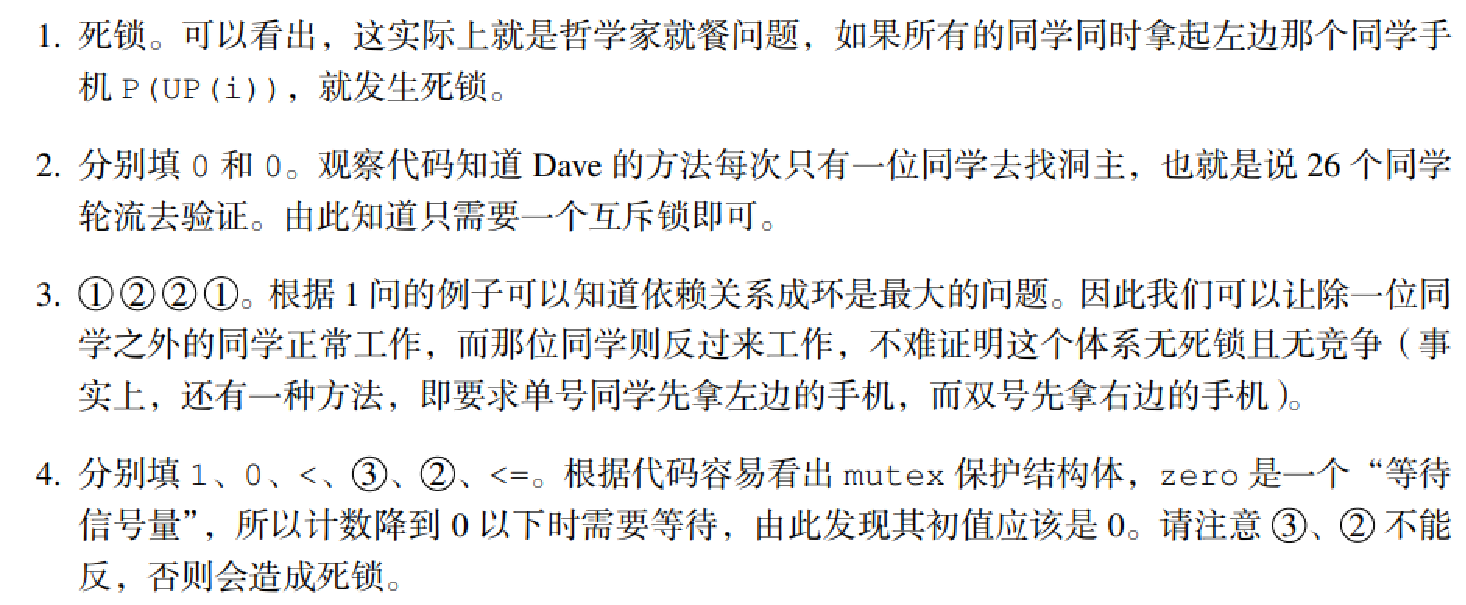 1. 死锁。可以看出，这实际上就是哲学家就餐问题，如果所有的同学同时拿起左边那个同学手
机 P(UP(i))，就发生死锁。
2. 分别填 0 和 0。观察代码知道 Dave 的方法每次只有一位同学去找洞主，也就是说 26 个同学
轮流去验证。由此知道只需要一个互斥锁即可。
3. ①②②①。根据 1 问的例子可以知道依赖关系成环是最大的问题。因此我们可以让除一位同
学之外的同学正常工作，而那位同学则反过来工作，不难证明这个体系无死锁且无竞争（事
实上，还有一种方法，即要求单号同学先拿左边的手机，而双号先拿右边的手机）。
4. 分别填 1、0、<、③、②、<=。根据代码容易看出 mutex 保护结构体，zero 是一个“等待
信号量”，所以计数降到 0 以下时需要等待，由此发现其初值应该是 0。请注意 ③、② 不能
反，否则会造成死锁。